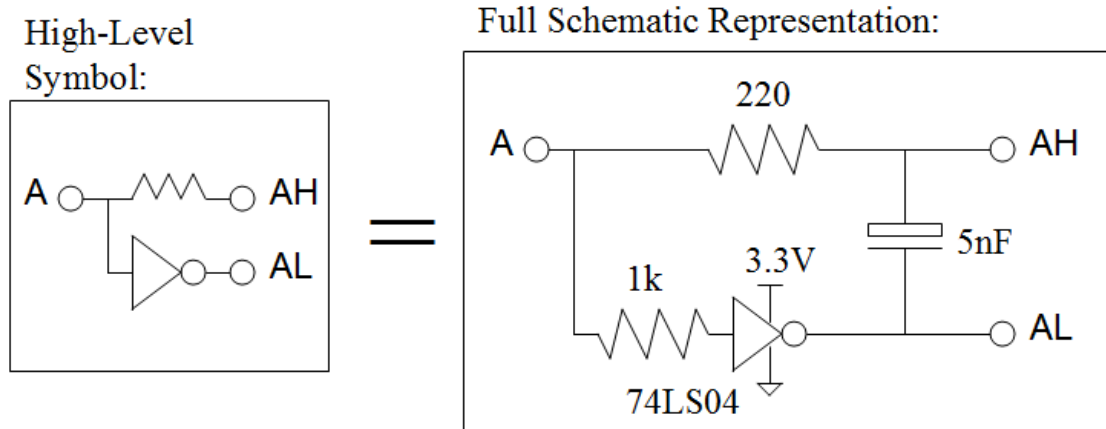 High-Level
Symbol:
A
AH
AL
Full Schematic Representation:
220
A
AH
5nF
3.3V
1k
AL
74LS04